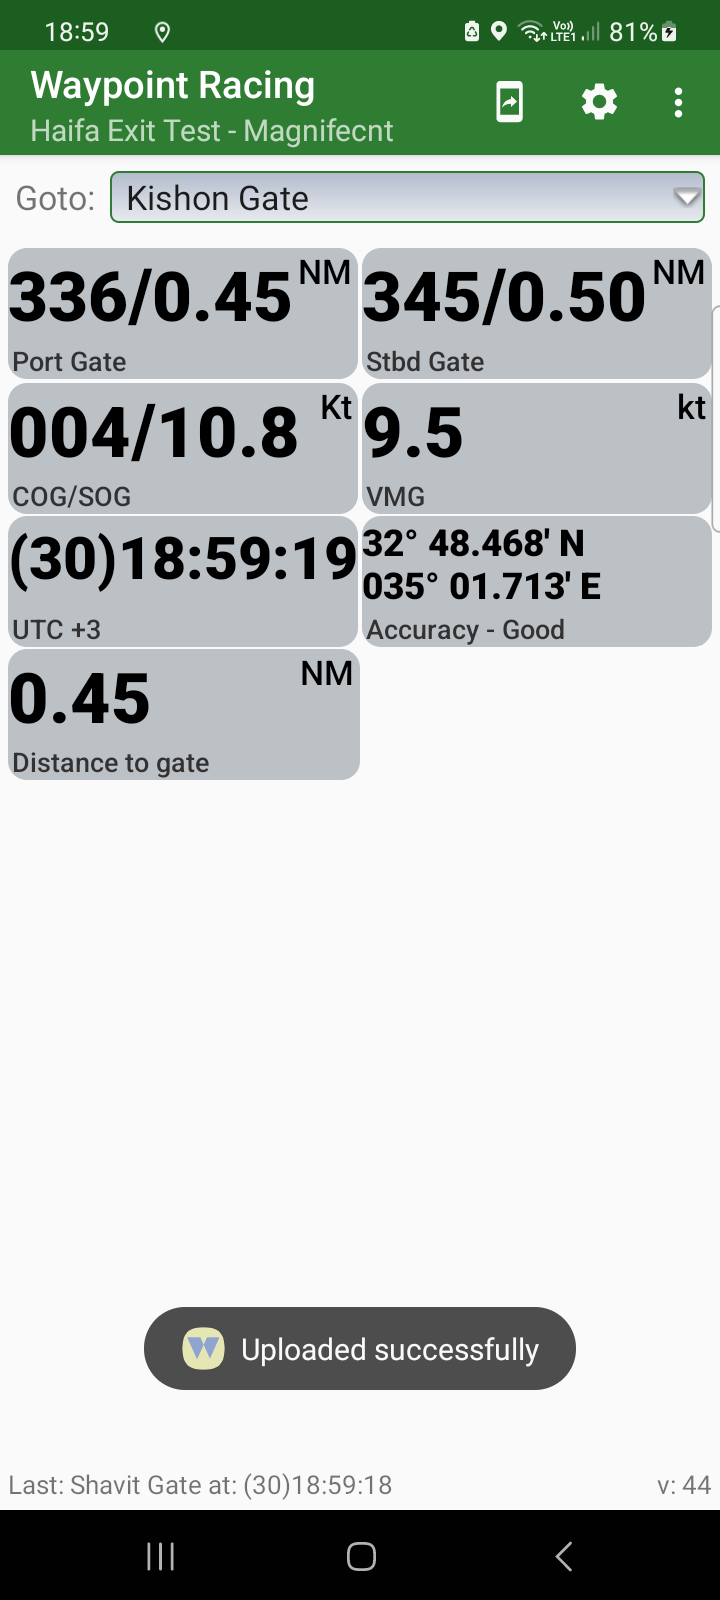 18:59
Vo)) LTE1 81%
Waypoint Racing
Haifa Exit Test - Magnifecnt
Goto: Kishon Gate
336/0.45 NM
Port Gate
345/0.50 NM
Stbd Gate
004/10.8 Kt
COG/SOG
9.5 kt
VMG
(30)18:59:19
UTC +3
32° 48.468' N
035° 01.713' E
Accuracy - Good
0.45 NM
Distance to gate
Uploaded successfully
Last: Shavit Gate at: (30)18:59:18
v: 44